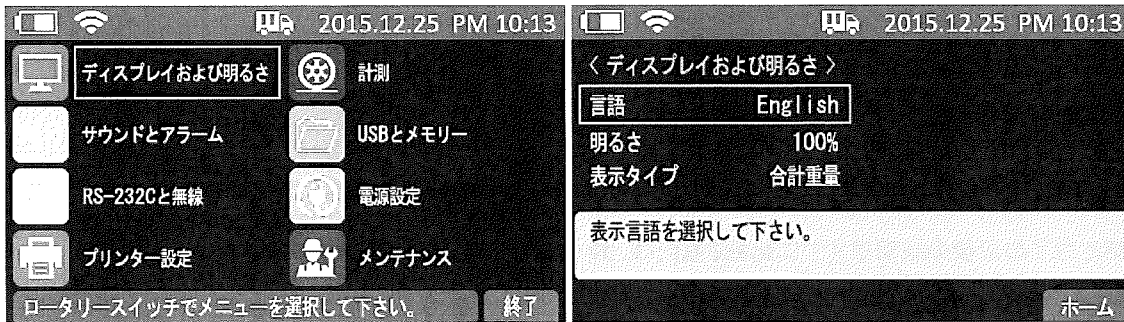 2015.12.25 PM 10:13
ディスプレイおよび明るさ
計測
サウンドとアラーム
USBとメモリー
RS-232Cと無線
電源設定
プリンター設定
メンテナンス
ロータリースイッチでメニューを選択して下さい。
終了
2015.12.25 PM 10:13
〈 ディスプレイおよび明るさ 〉
言語 English
明るさ 100%
表示タイプ 合計重量
表示言語を選択して下さい。
ホーム